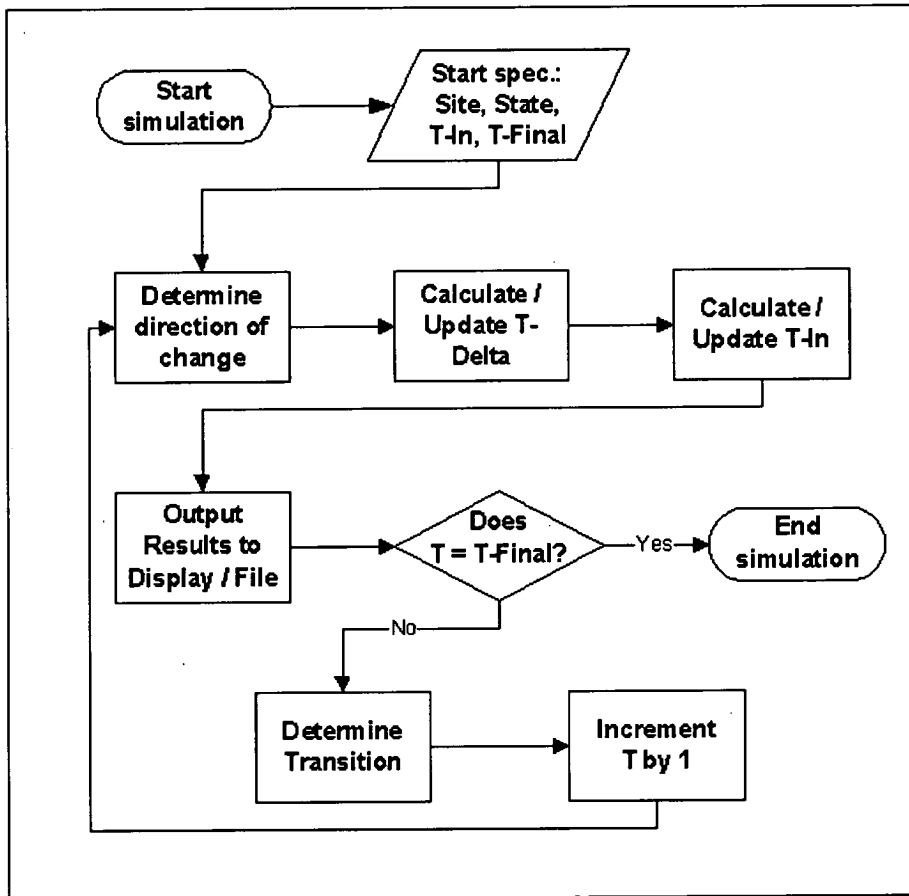 Start
simulation
Start spec.:
Site, State,
T-In, T-Final
Determine
direction of
change
Calculate /
Update T-
Delta
Calculate /
Update T-In
Output
Results to
Display / File
Does
T = T-Final?
Yes
End
simulation
No
Determine
Transition
Increment
T by 1